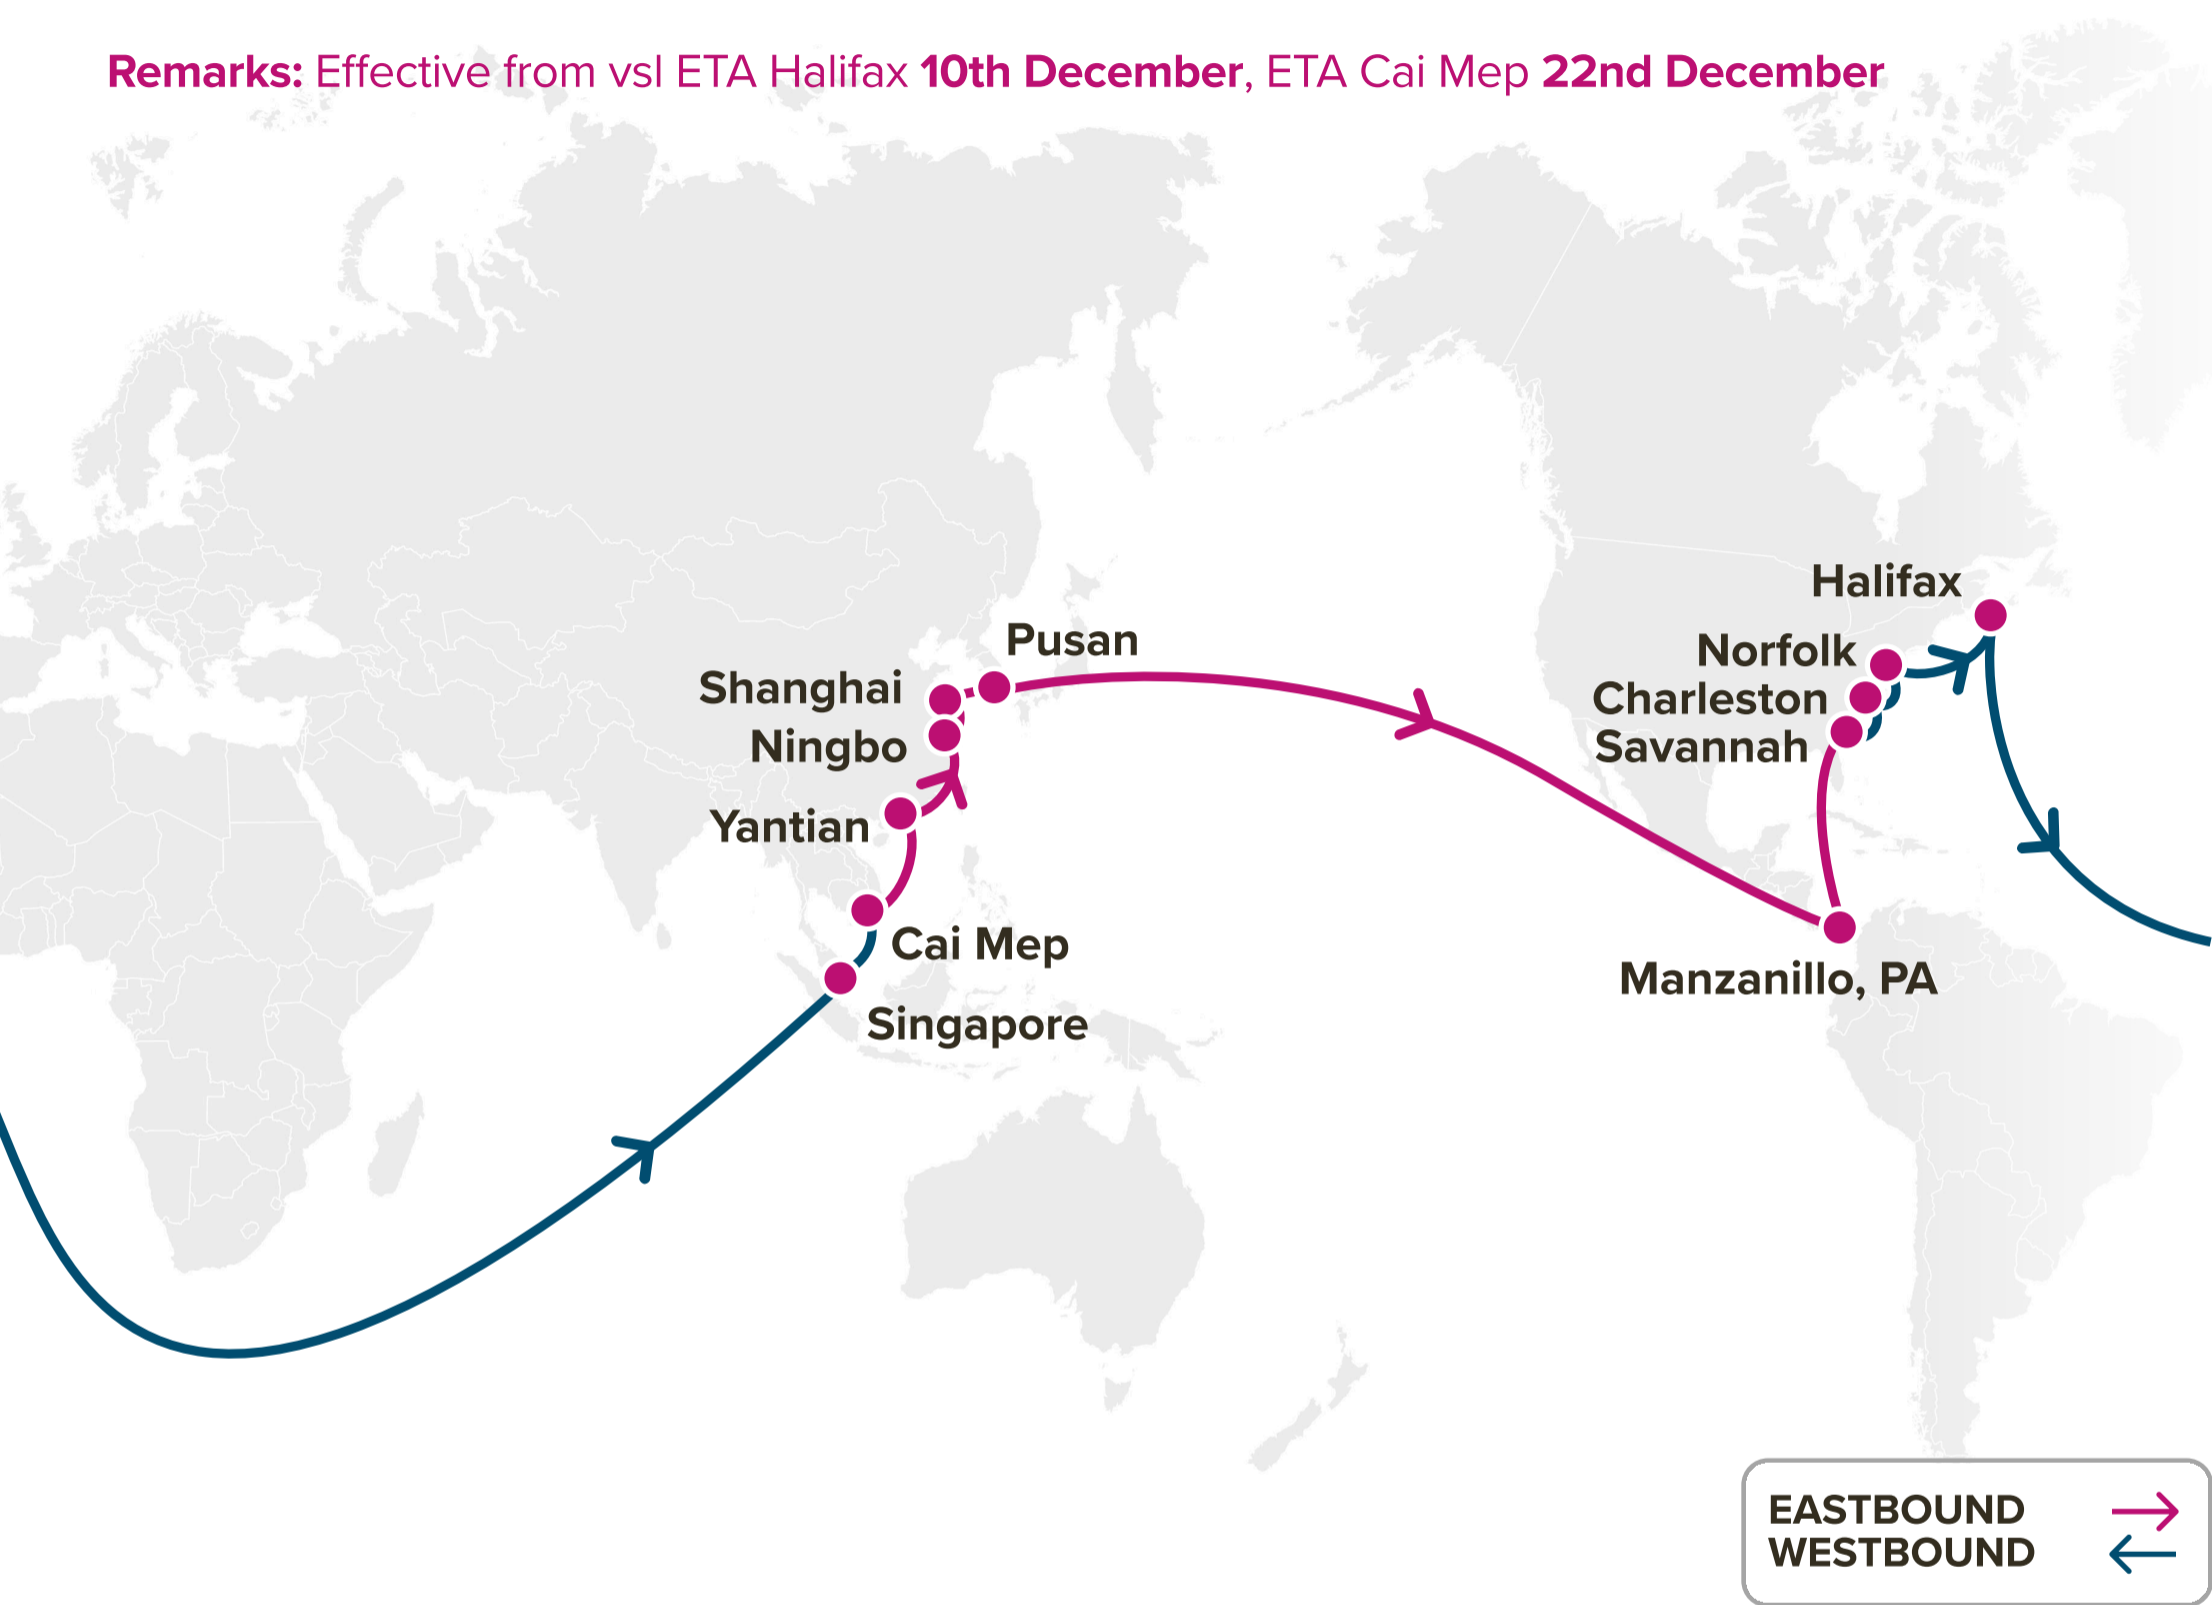 Remarks: Effective from vsl ETA Halifax 10th December, ETA Cai Mep 22nd December
Halifax
Pusan
Norfolk
Shanghai
Charleston
Ningbo
Savannah
Yantian
Cai Mep
Manzanillo, PA
Singapore
EASTBOUND
WESTBOUND